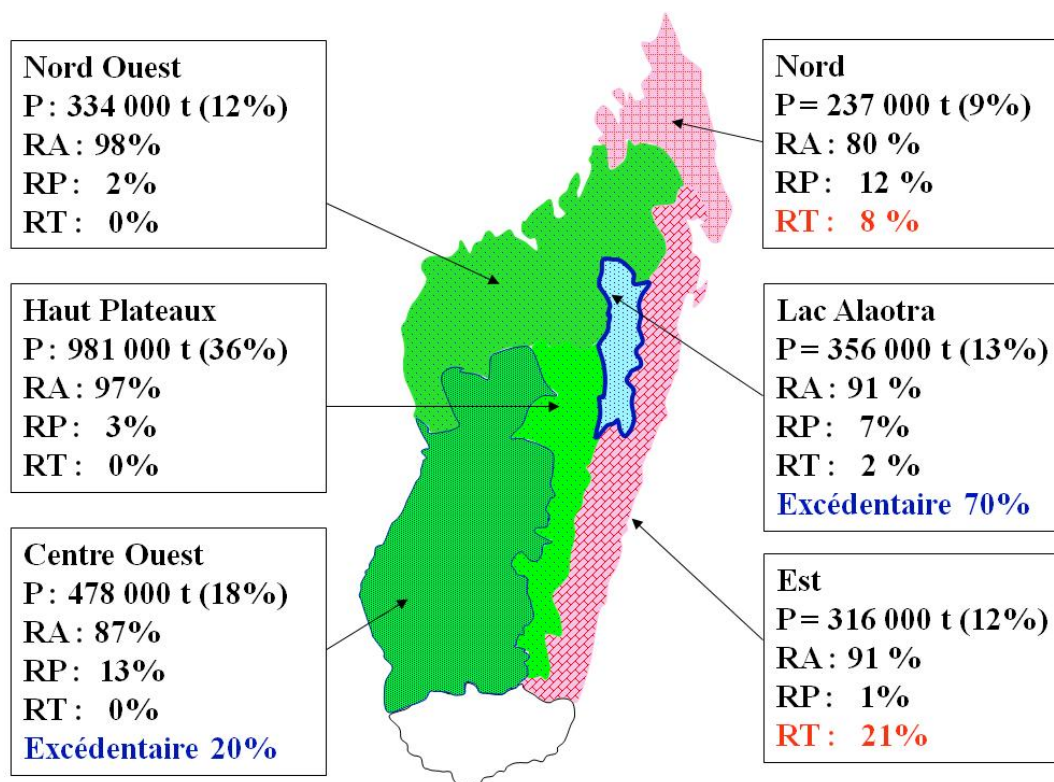 Nord Ouest
P : 334 000 t (12%)
RA : 98%
RP : 2%
RT : 0%
Haut Plateaux
P : 981 000 t (36%)
RA : 97%
RP : 3%
RT : 0%
Centre Ouest
P : 478 000 t (18%)
RA : 87%
RP : 13%
RT : 0%
Excédentaire 20%
Nord
P = 237 000 t (9%)
RA : 80 %
RP : 12 %
RT : 8 %
Lac Alaotra
P = 356 000 t (13%)
RA : 91 %
RP : 7%
RT : 2 %
Excédentaire 70%
Est
P = 316 000 t (12%)
RA : 91 %
RP : 1%
RT : 21%